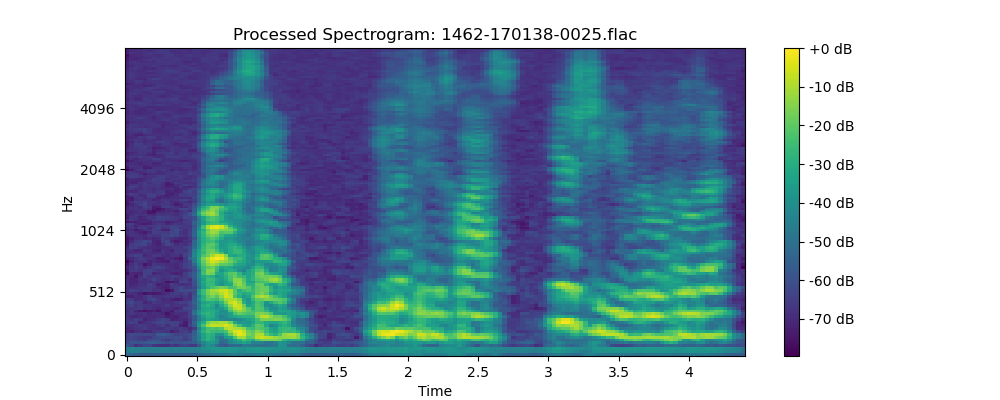 Processed Spectrogram: 1462-170138-0025.flac
Hz
4096
2048
1024
512
0
0 0.5 1 1.5 2 2.5 3 3.5 4
Time
+0 dB
-10 dB
-20 dB
-30 dB
-40 dB
-50 dB
-60 dB
-70 dB